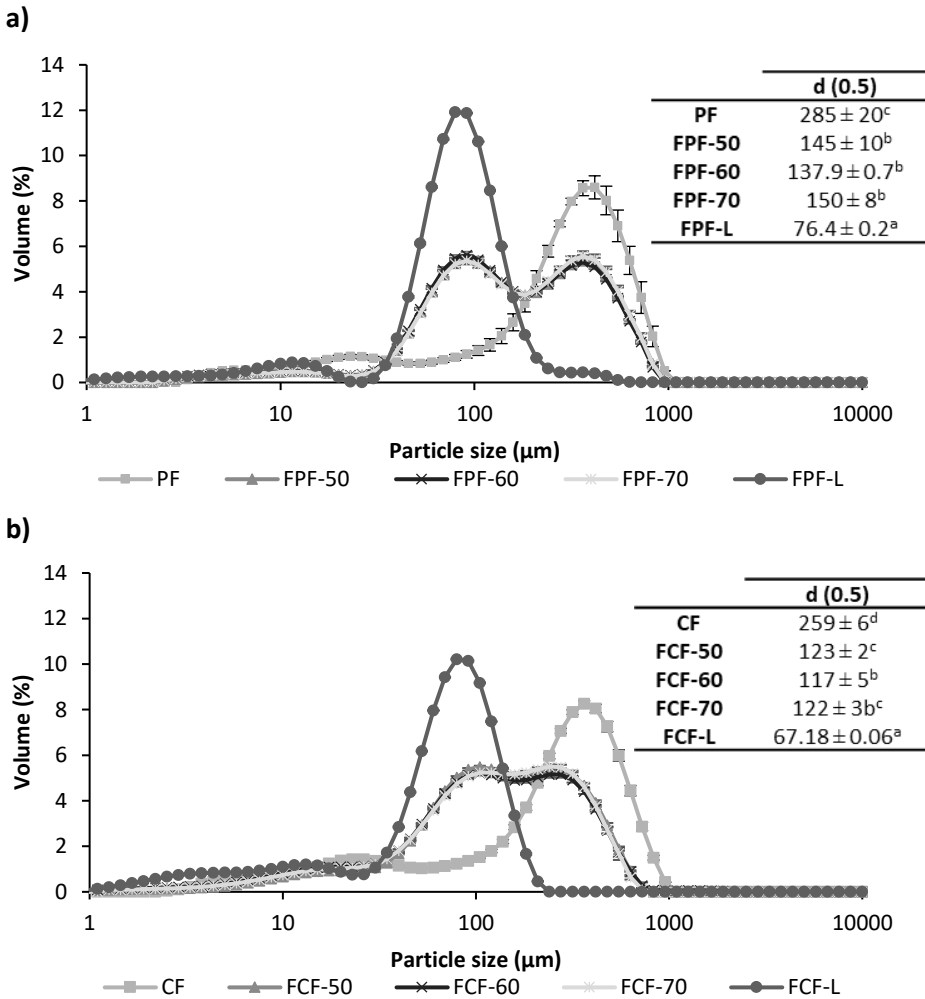 a)
14
12
10
8
6
4
2
0
Volume (%)
1 10 100 1000 10000
Particle size (µm)
d (0.5)
PF 285 ± 20ᶜ
FPF-50 145 ± 10ᵇ
FPF-60 137.9 ± 0.7ᵇ
FPF-70 150 ± 8ᵇ
FPF-L 76.4 ± 0.2ᵃ
PF FPF-50 FPF-60 FPF-70 FPF-L
b)
14
12
10
8
6
4
2
0
Volume (%)
1 10 100 1000 10000
Particle size (µm)
d (0.5)
CF 259 ± 6ᵈ
FCF-50 123 ± 2ᶜ
FCF-60 117 ± 5ᵇ
FCF-70 122 ± 3bᶜ
FCF-L 67.18 ± 0.06ᵃ
CF FCF-50 FCF-60 FCF-70 FCF-L